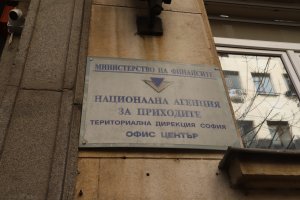 МИНИСТЕРСТВО НА ФИНАНСИТЕ
НАЦИОНАЛНА АГЕНЦИЯ
ЗА ПРИХОДИТЕ
ТЕРИТОРИАЛНА ДИРЕКЦИЯ СОФИЯ
ОФИС ЦЕНТЪР